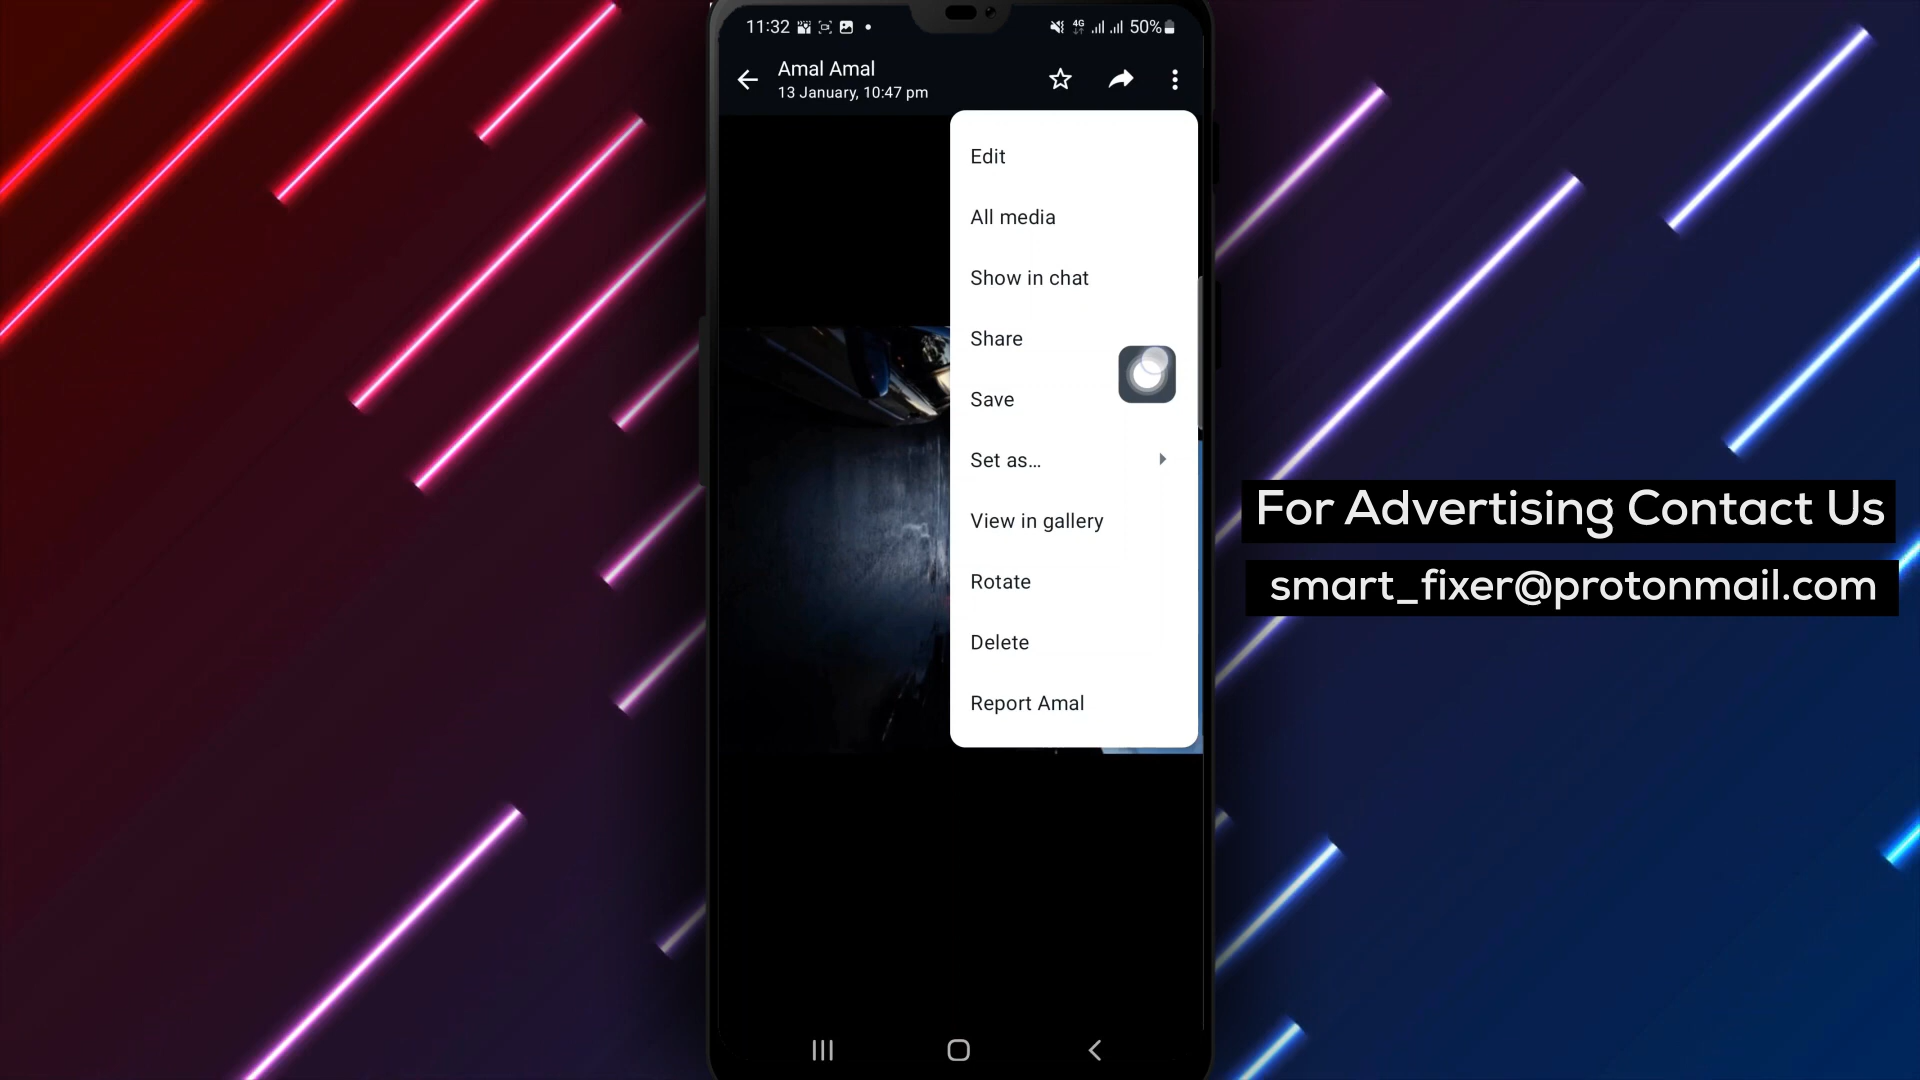 11:32
4G
50%
Amal Amal
13 January, 10:47 pm
Edit
All media
Show in chat
Share
Save
Set as...
View in gallery
Rotate
Delete
Report Amal
For Advertising Contact Us
smart_fixer@protonmail.com